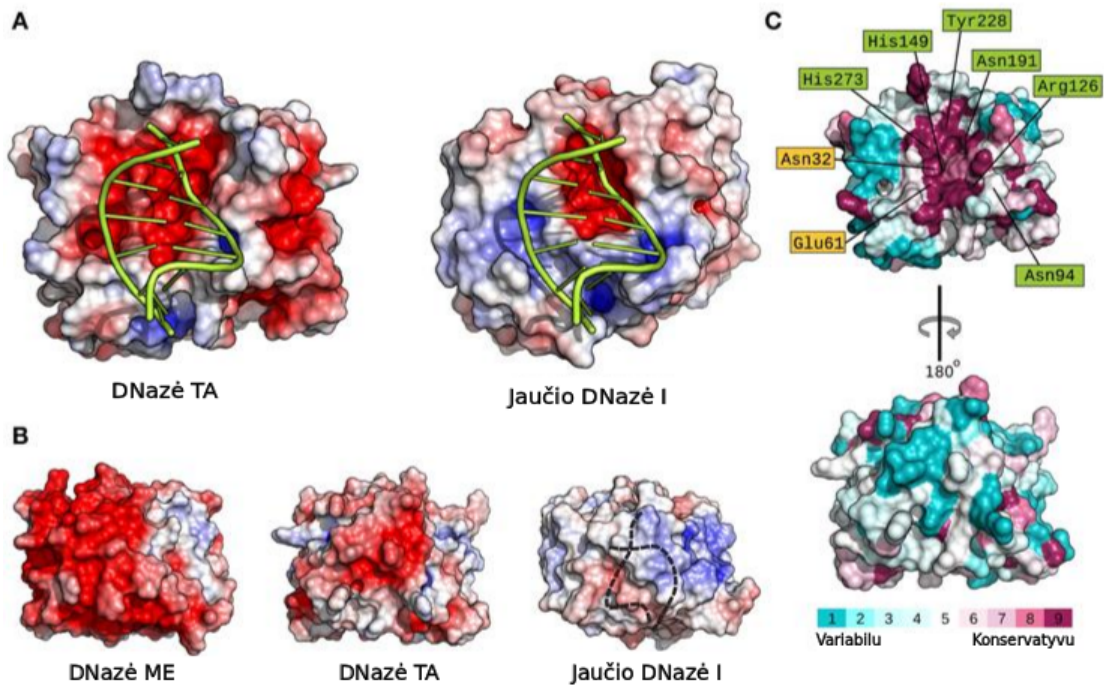 A
DNazė TA
Jaučio DNazė I
B
DNazė ME
DNazė TA
Jaučio DNazė I
C
Tyr228
His149
Asn191
His273
Arg126
Asn32
Glu61
Asn94
180°
1 2 3 4 5 6 7 8 9
Variabilu Konservatyvu